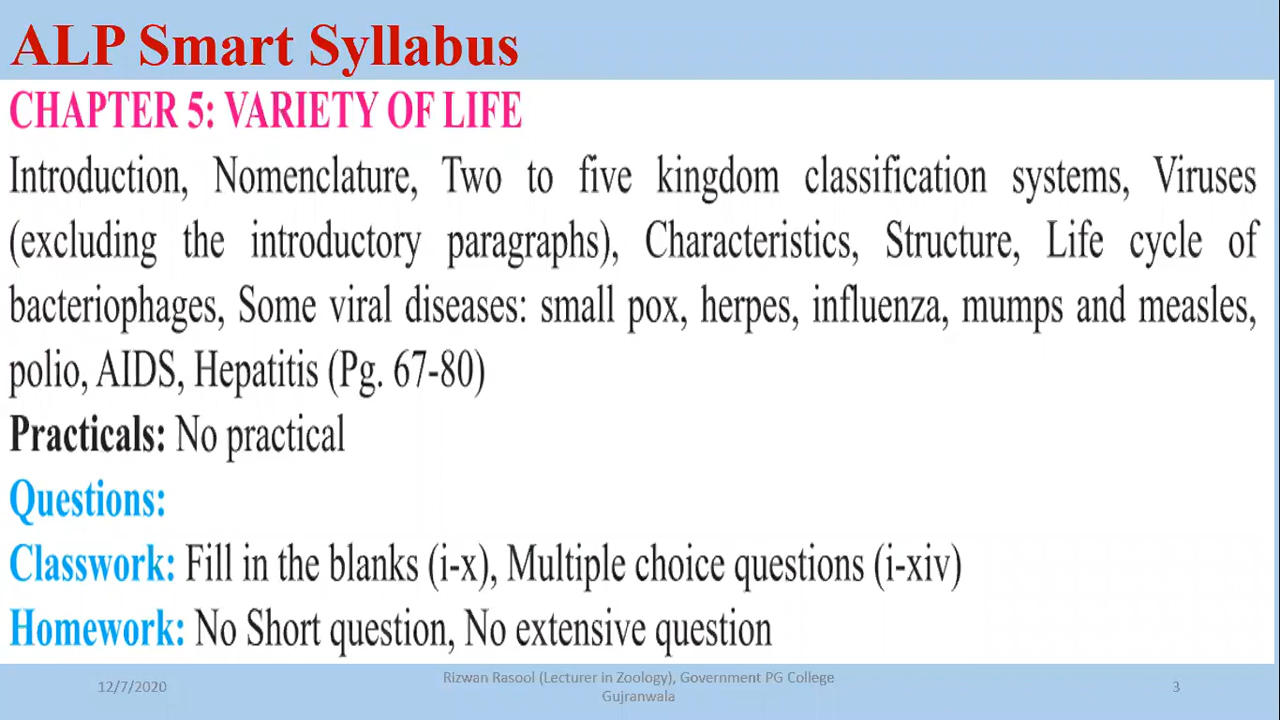 ALP Smart Syllabus
CHAPTER 5: VARIETY OF LIFE
Introduction, Nomenclature, Two to five kingdom classification systems, Viruses
(excluding the introductory paragraphs), Characteristics, Structure, Life cycle of
bacteriophages, Some viral diseases: small pox, herpes, influenza, mumps and measles,
polio, AIDS, Hepatitis (Pg. 67-80)
Practicals: No practical
Questions:
Classwork: Fill in the blanks (i-x), Multiple choice questions (i-xiv)
Homework: No Short question, No extensive question
12/7/2020
Rizwan Rasool (Lecturer in Zoology), Government PG College
Gujranwala
3